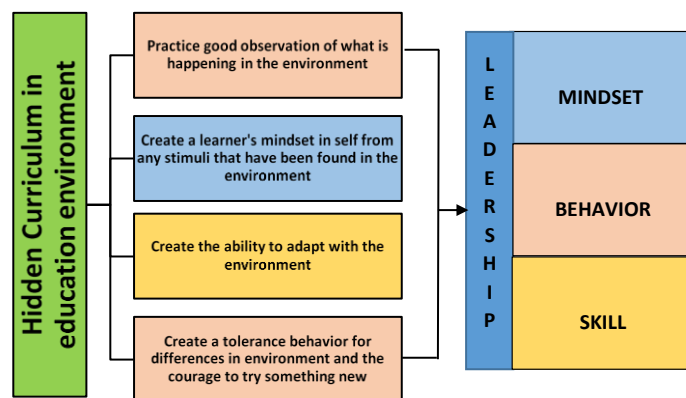 Hidden Curriculum in
education environment
Practice good observation of what is
happening in the environment
Create a learner's mindset in self from
any stimuli that have been found in the
environment
Create the ability to adapt with the
environment
Create a tolerance behavior for
differences in environment and the
courage to try something new
L
E
A
D
E
R
S
H
I
P
MINDSET
BEHAVIOR
SKILL